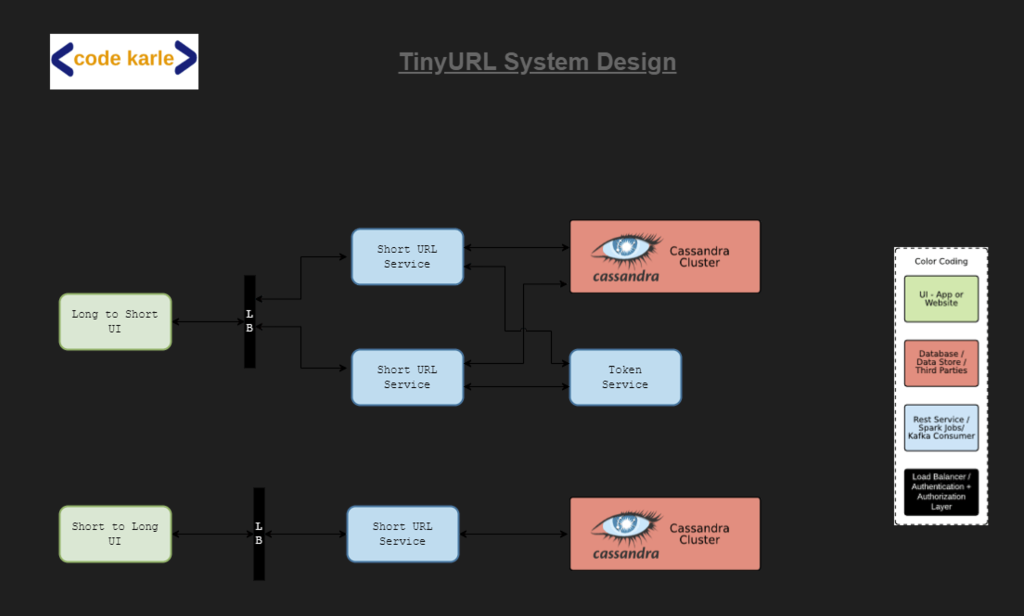 code karle
TinyURL System Design
Short URL
Service
cassandra
Cassandra
Cluster
Long to Short
UI
L
B
Short URL
Service
Token
Service
Short to Long
UI
L
B
Short URL
Service
cassandra
Cassandra
Cluster
Color Coding
UI - App or
Website
Database /
Data Store /
Third Parties
Rest Service /
Spark Jobs/
Kafka Consumer
Load Balancer /
Authentication +
Authorization
Layer